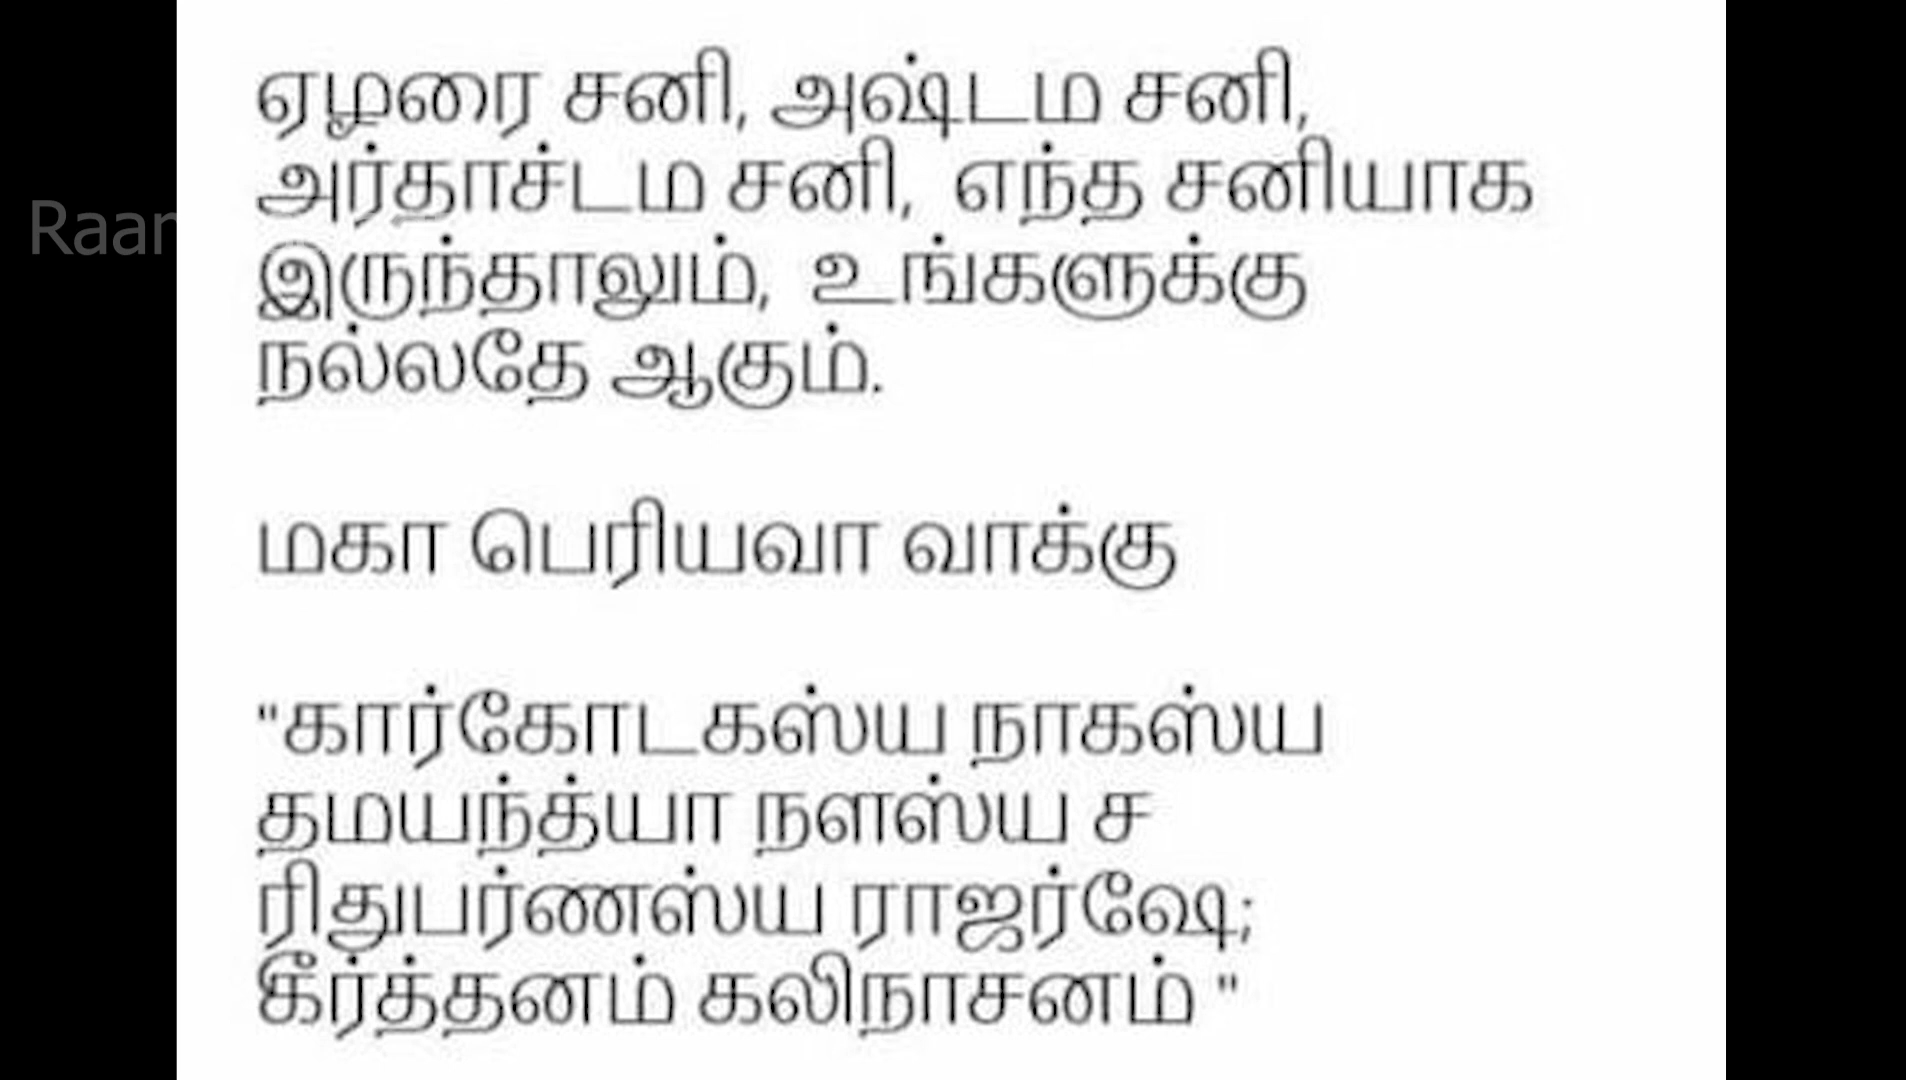 ஏழரை சனி, அஷ்டம சனி,
அர்தாச்டம சனி, எந்த சனியாக
இருந்தாலும், உங்களுக்கு
நல்லதே ஆகும்.
மகா பெரியவா வாக்கு
"கார்கோடகஸ்ய நாகஸ்ய
தமயந்த்யா நளஸ்ய ச
ரிதுபர்ணஸ்ய ராஜர்ஷே;
கீர்த்தனம் கலிநாசனம் "